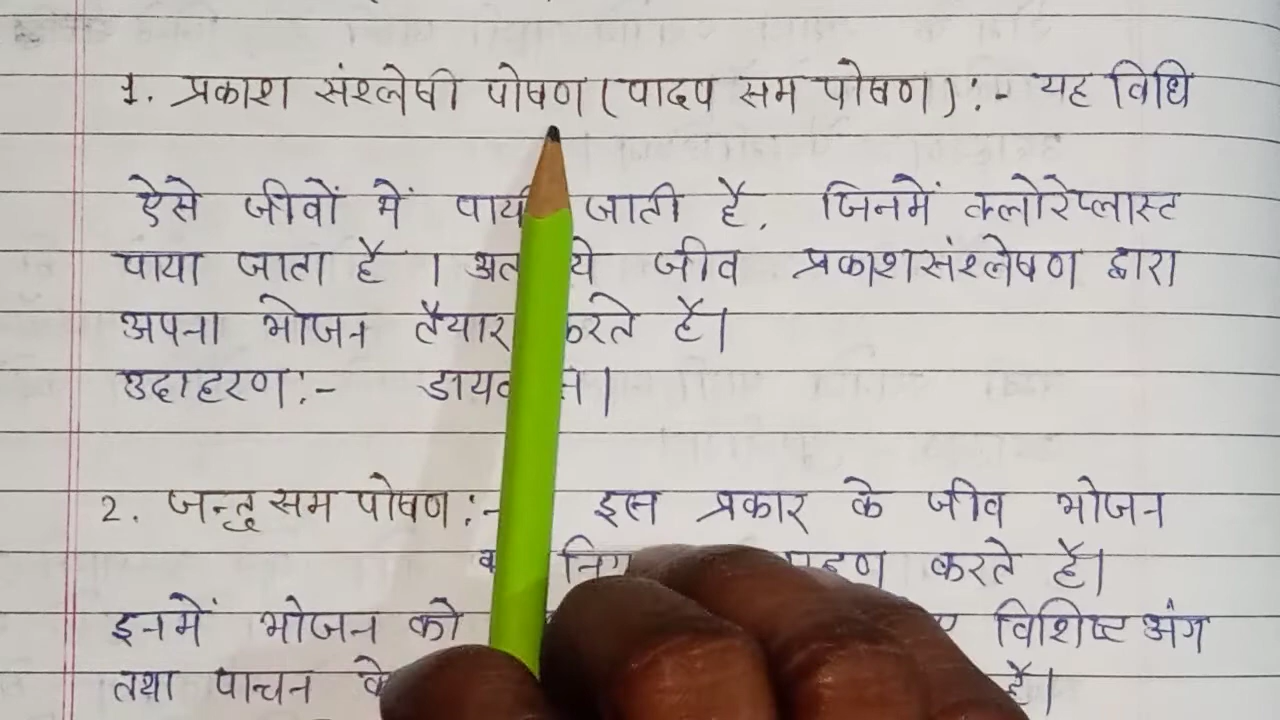 1. प्रकाश संश्लेषी पोषण (पादप सम पोषण) :- यह विधि
ऐसे जीवों में जाती है, जिनमें क्लोरेप्लास्ट
पाया जाता है । ये जीव प्रकाशसंश्लेषण द्वारा
अपना भोजन तैयार करते है।
उदाहरण:-
2. जन्तु सम पोषण :- इस प्रकार के जीव भोजन
करते है।
इनमें भोजन को विशिष्ट अंग
तथा पाचन है।